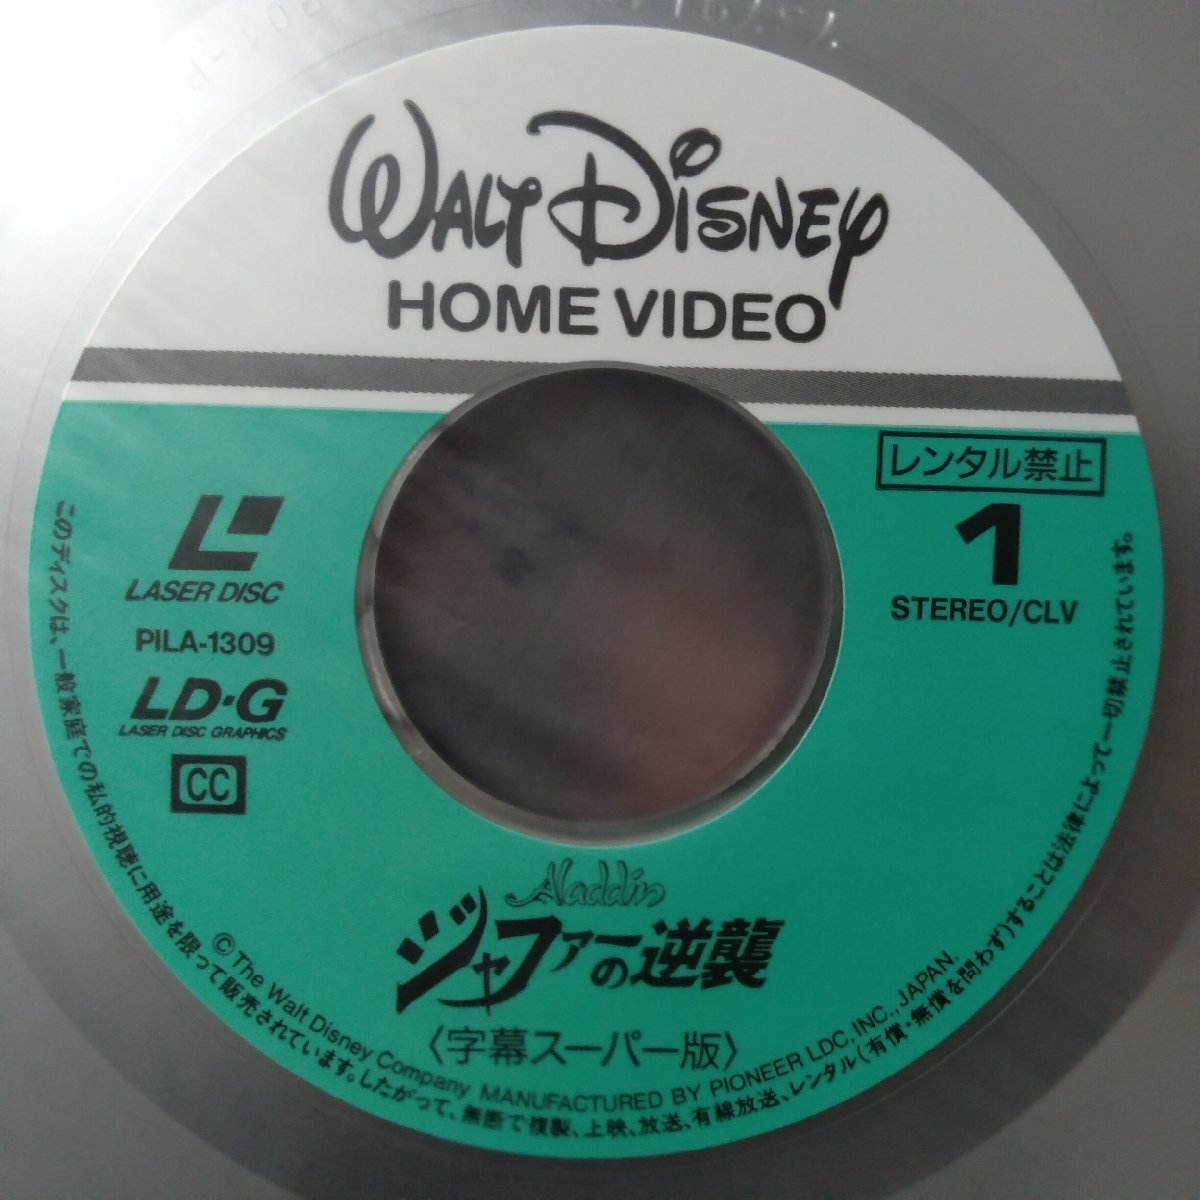 WALT DISNEY
HOME VIDEO
レンタル禁止
1
STEREO/CLV
LASER DISC
PILA-1309
LD·G
LASER DISC GRAPHICS
CC
Aladdin
ジャファーの逆襲
〈字幕スーパー版〉
© The Walt Disney Company MANUFACTURED BY PIONEER LDC, INC., JAPAN.
このディスクは、一般家庭での私的視聴に用途を限って販売されています。したがって、無断で複製、上映、放送、有線放送、レンタル(有償・無償を問わず)することは法律によって一切禁止されています。